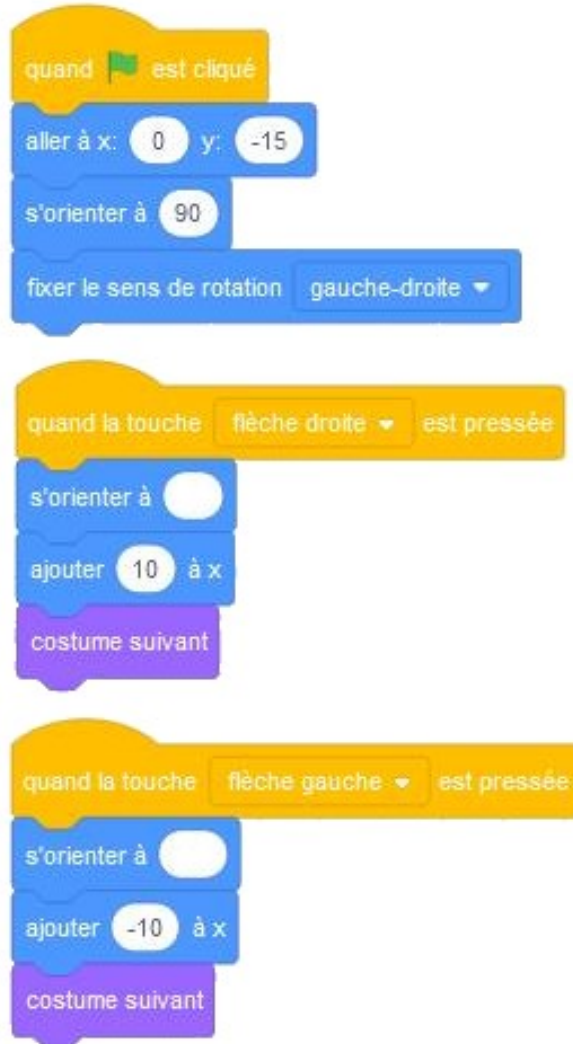 quand est cliqué
aller à x: 0 y: -15
s'orienter à 90
fixer le sens de rotation gauche-droite
quand la touche flèche droite est pressée
s'orienter à
ajouter 10 à x
costume suivant
quand la touche flèche gauche est pressée
s'orienter à
ajouter -10 à x
costume suivant